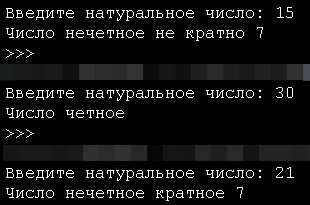 Введите натуральное число: 15
Число нечетное не кратно 7
>>>
Введите натуральное число: 30
Число четное
>>>
Введите натуральное число: 21
Число нечетное кратное 7